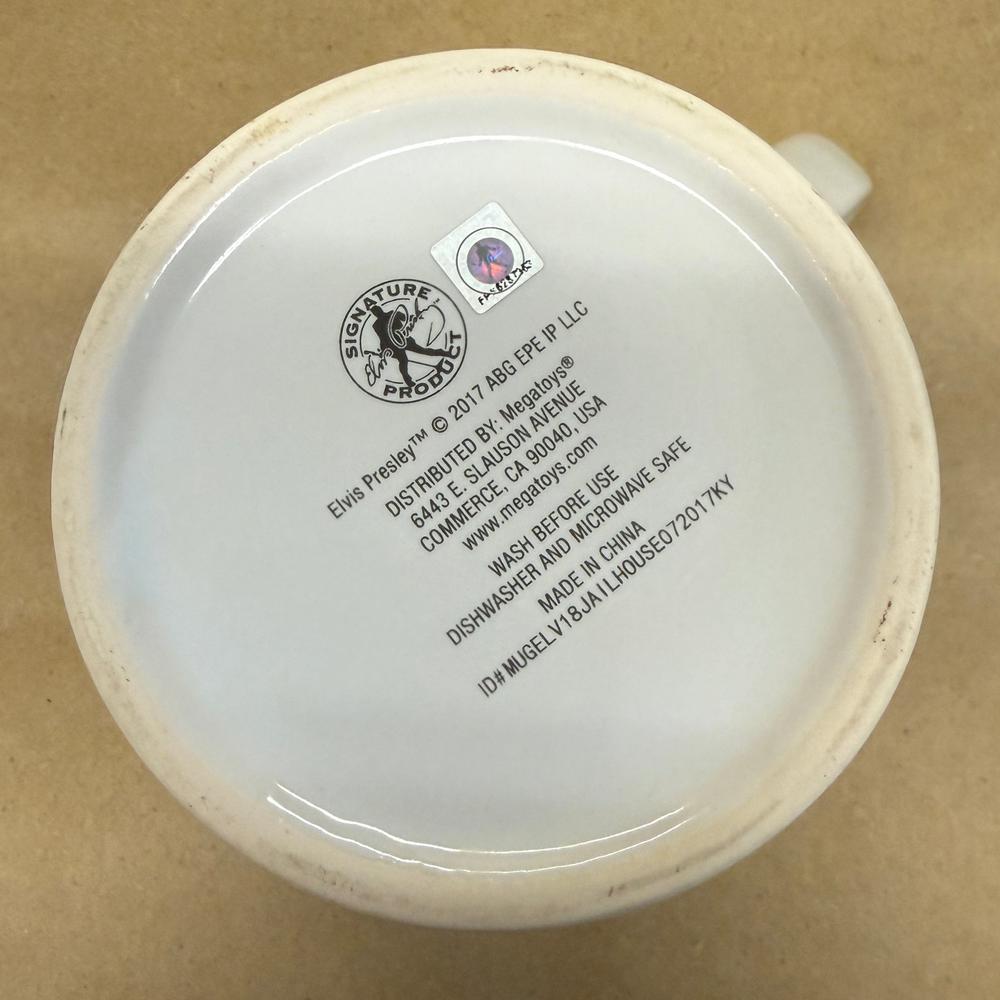 SIGNATURE
PRODUCT
Elvis Presley™ © 2017 ABG EPE IP LLC
DISTRIBUTED BY: Megatoys®
6443 E. SLAUSON AVENUE
COMMERCE, CA 90040, USA
www.megatoys.com
WASH BEFORE USE
DISHWASHER AND MICROWAVE SAFE
MADE IN CHINA
ID# MUGELV18JAILHOUSE072017KY